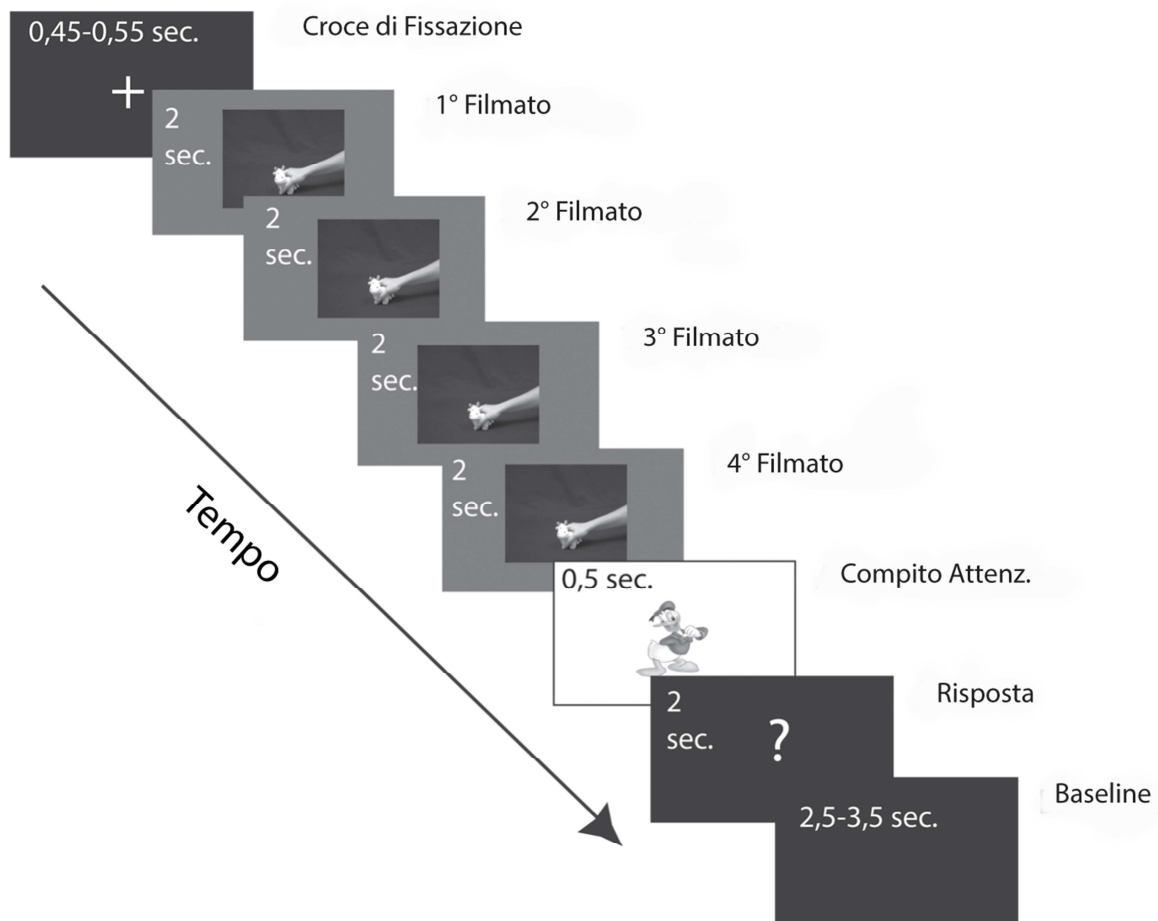 0,45-0,55 sec.
Croce di Fissazione
+
2
sec.
1° Filmato
2
sec.
2° Filmato
2
sec.
3° Filmato
2
sec.
4° Filmato
0,5 sec.
Compito Attenz.
2
sec.
?
Risposta
2,5-3,5 sec.
Baseline
Tempo